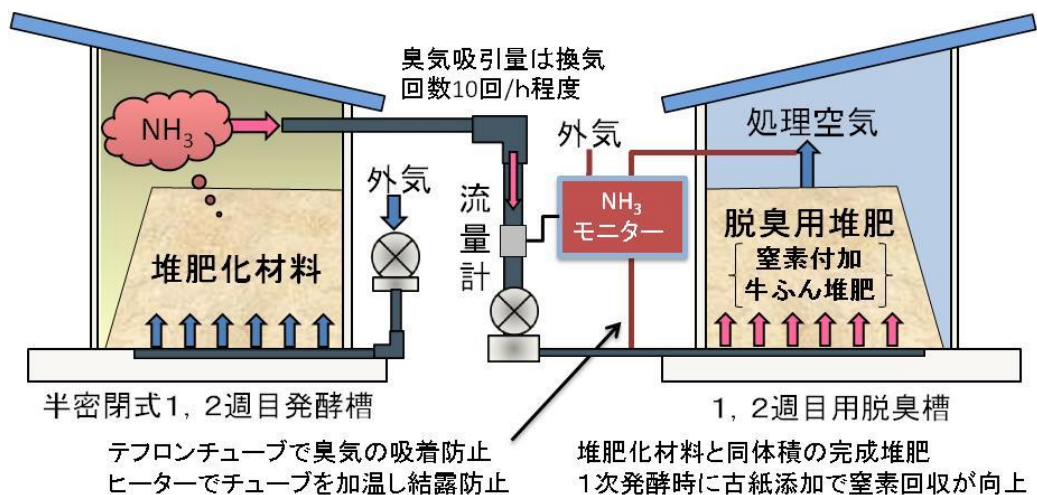 臭気吸引量は換気
回数10回/h程度
NH3
外気
流量計
外気
NH3
モニター
処理空気
堆肥化材料
脱臭用堆肥
窒素付加
牛ふん堆肥
半密閉式1，2週目発酵槽
1，2週目用脱臭槽
テフロンチューブで臭気の吸着防止
ヒーターでチューブを加温し結露防止
堆肥化材料と同体積の完成堆肥
1次発酵時に古紙添加で窒素回収が向上